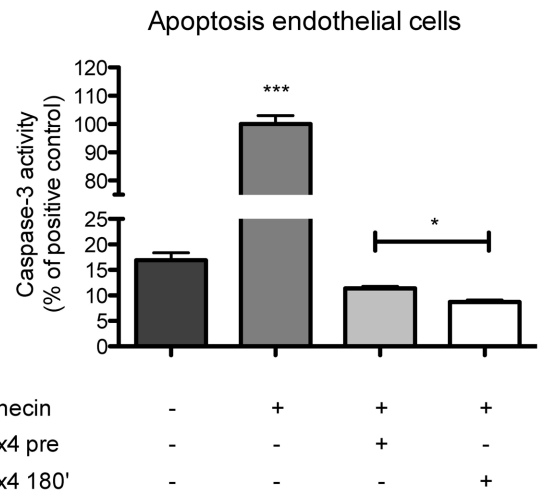 Apoptosis endothelial cells
Caspase-3 activity
(% of positive control)
120
110
100
90
80
25
20
15
10
5
0
***
*
necin - + + +
x4 pre - - + -
x4 180' - - - +